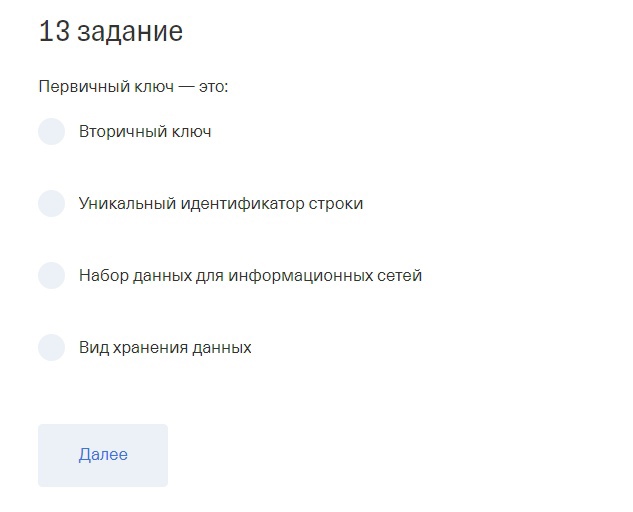 13 задание
Первичный ключ — это:
Вторичный ключ
Уникальный идентификатор строки
Набор данных для информационных сетей
Вид хранения данных
Далее